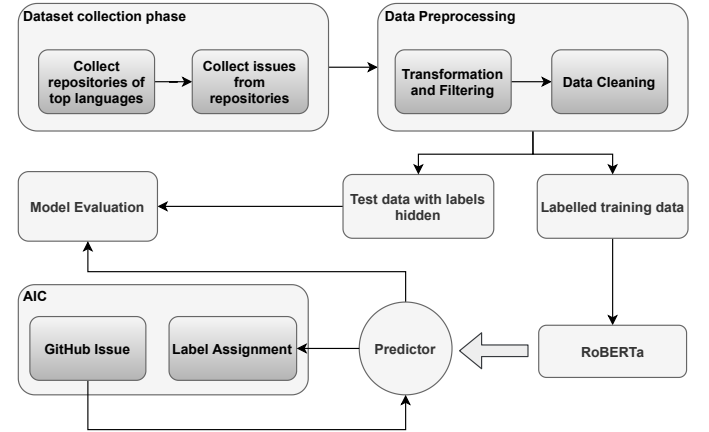 Dataset collection phase
Collect
repositories of
top languages
Collect issues
from
repositories
Data Preprocessing
Transformation
and Filtering
Data Cleaning
Model Evaluation
Test data with labels
hidden
Labelled training data
AIC
GitHub Issue
Label Assignment
Predictor
RoBERTa